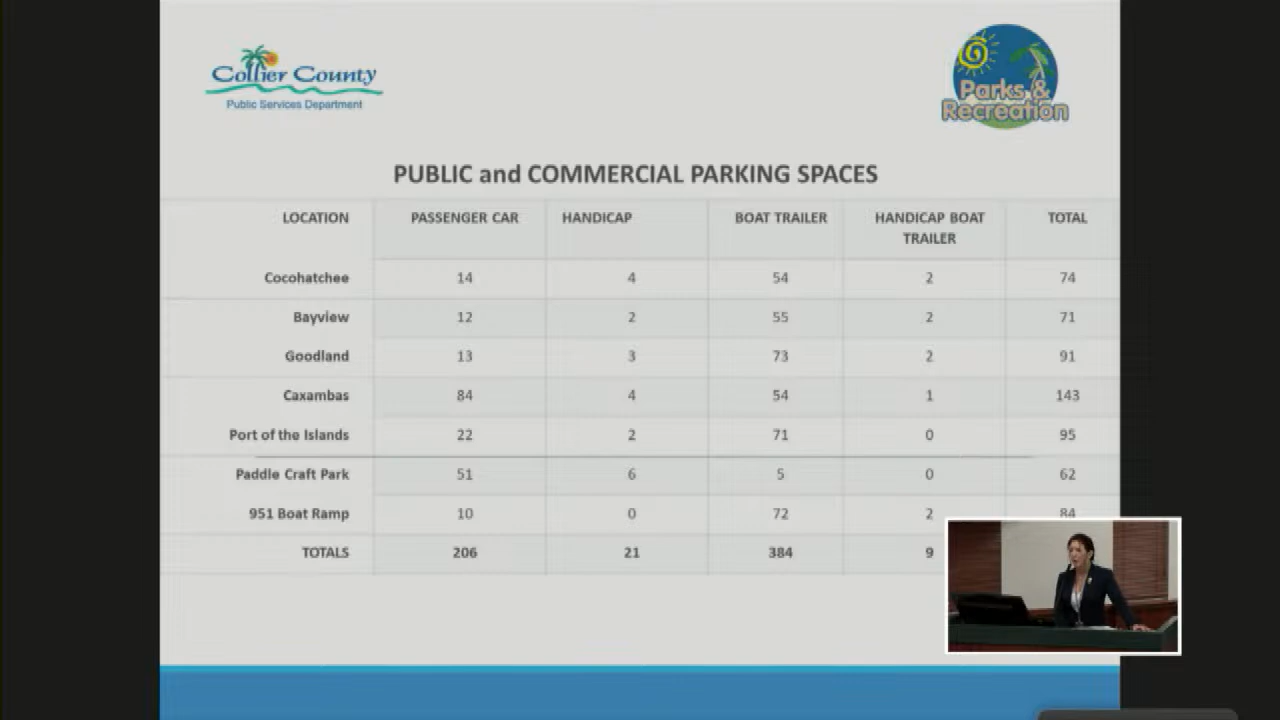 Collier County
Public Services Department
Parks &
Recreation
PUBLIC and COMMERCIAL PARKING SPACES
LOCATION PASSENGER CAR HANDICAP BOAT TRAILER HANDICAP BOAT TRAILER TOTAL
Cocohatchee 14 4 54 2 74
Bayview 12 2 55 2 71
Goodland 13 3 73 2 91
Caxambas 84 4 54 1 143
Port of the Islands 22 2 71 0 95
Paddle Craft Park 51 6 5 0 62
951 Boat Ramp 10 0 72 2 84
TOTALS 206 21 384 9